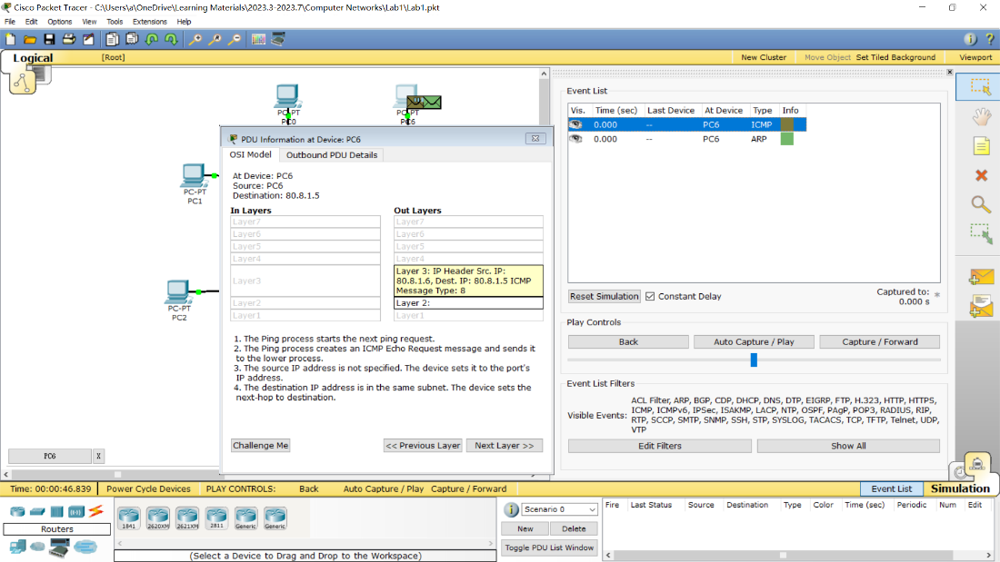 Cisco Packet Tracer - C:\Users\a\OneDrive\Learning Materials\2023.3-2023.7\Computer Networks\Lab1\Lab1.pkt
File Edit Options View Tools Extensions Help
Logical [Root] New Cluster Move Object Set Tiled Background Viewport
PC-PT
PC0
PC-PT
PC6
PC-PT
PC1
PC-PT
PC2
PDU Information at Device: PC6
OSI Model Outbound PDU Details
At Device: PC6
Source: PC6
Destination: 80.8.1.5
In Layers Out Layers
Layer7 Layer7
Layer6 Layer6
Layer5 Layer5
Layer4 Layer4
Layer3
Layer 3: IP Header Src. IP:
80.8.1.6, Dest. IP: 80.8.1.5 ICMP
Message Type: 8
Layer2 Layer 2:
Layer1 Layer1
1. The Ping process starts the next ping request.
2. The Ping process creates an ICMP Echo Request message and sends it
to the lower process.
3. The source IP address is not specified. The device sets it to the port's
IP address.
4. The destination IP address is in the same subnet. The device sets the
next-hop to destination.
Challenge Me << Previous Layer Next Layer >>
PC6 X
Event List
Vis. Time (sec) Last Device At Device Type Info
0.000 -- PC6 ICMP
0.000 -- PC6 ARP
Reset Simulation Constant Delay Captured to: *
0.000 s
Play Controls
Back Auto Capture / Play Capture / Forward
Event List Filters
Visible Events:
ACL Filter, ARP, BGP, CDP, DHCP, DNS, DTP, EIGRP, FTP, H.323, HTTP, HTTPS,
ICMP, ICMPv6, IPSec, ISAKMP, LACP, NTP, OSPF, PAgP, POP3, RADIUS, RIP,
RTP, SCCP, SMTP, SNMP, SSH, STP, SYSLOG, TACACS, TCP, TFTP, Telnet, UDP,
VTP
Edit Filters Show All
Time: 00:00:46.839 Power Cycle Devices PLAY CONTROLS: Back Auto Capture / Play Capture / Forward Event List Simulation
Routers
1841 2620XM 2621XM 2811 Generic Generic
(Select a Device to Drag and Drop to the Workspace)
Scenario 0
New Delete
Toggle PDU List Window
Fire Last Status Source Destination Type Color Time (sec) Periodic Num Edit